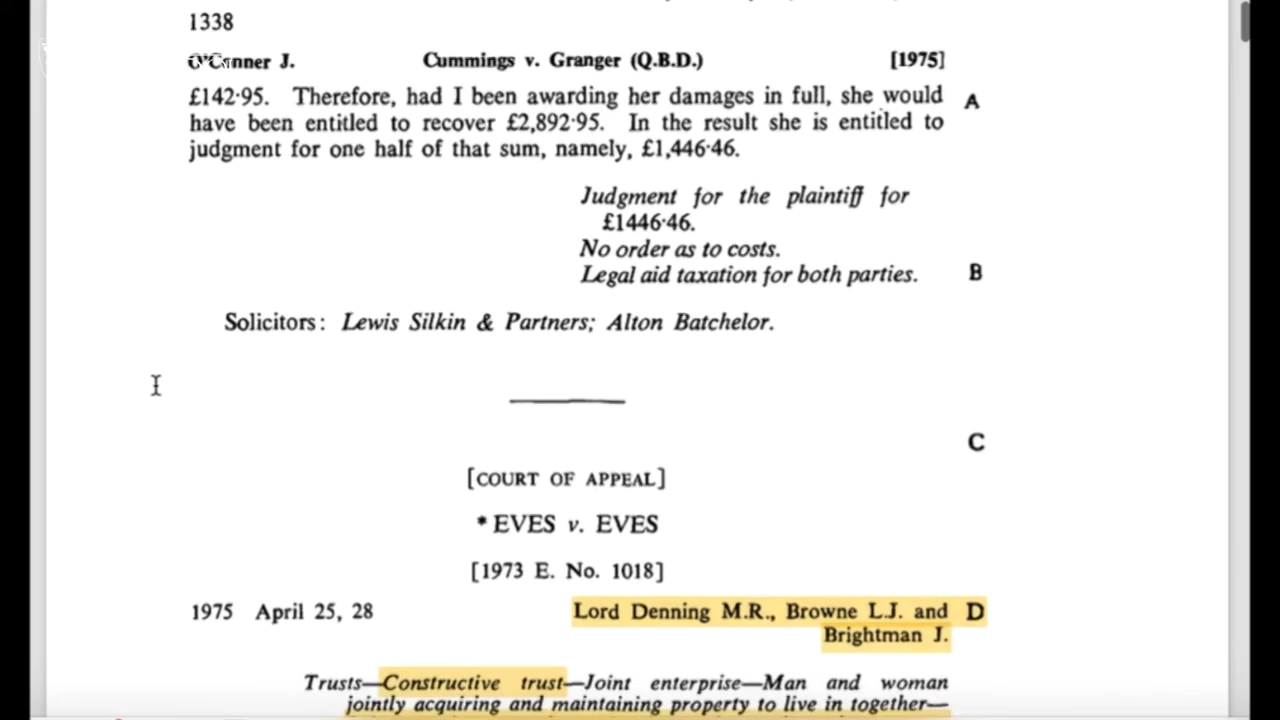 1338
O'Conner J. Cummings v. Granger (Q.B.D.) [1975]
£142·95. Therefore, had I been awarding her damages in full, she would A
have been entitled to recover £2,892·95. In the result she is entitled to
judgment for one half of that sum, namely, £1,446·46.
Judgment for the plaintiff for
£1446·46.
No order as to costs.
Legal aid taxation for both parties. B
Solicitors: Lewis Silkin & Partners; Alton Batchelor.
C
[COURT OF APPEAL]
* EVES v. EVES
[1973 E. No. 1018]
1975 April 25, 28 Lord Denning M.R., Browne L.J. and D
Brightman J.
Trusts—Constructive trust—Joint enterprise—Man and woman
jointly acquiring and maintaining property to live in together—